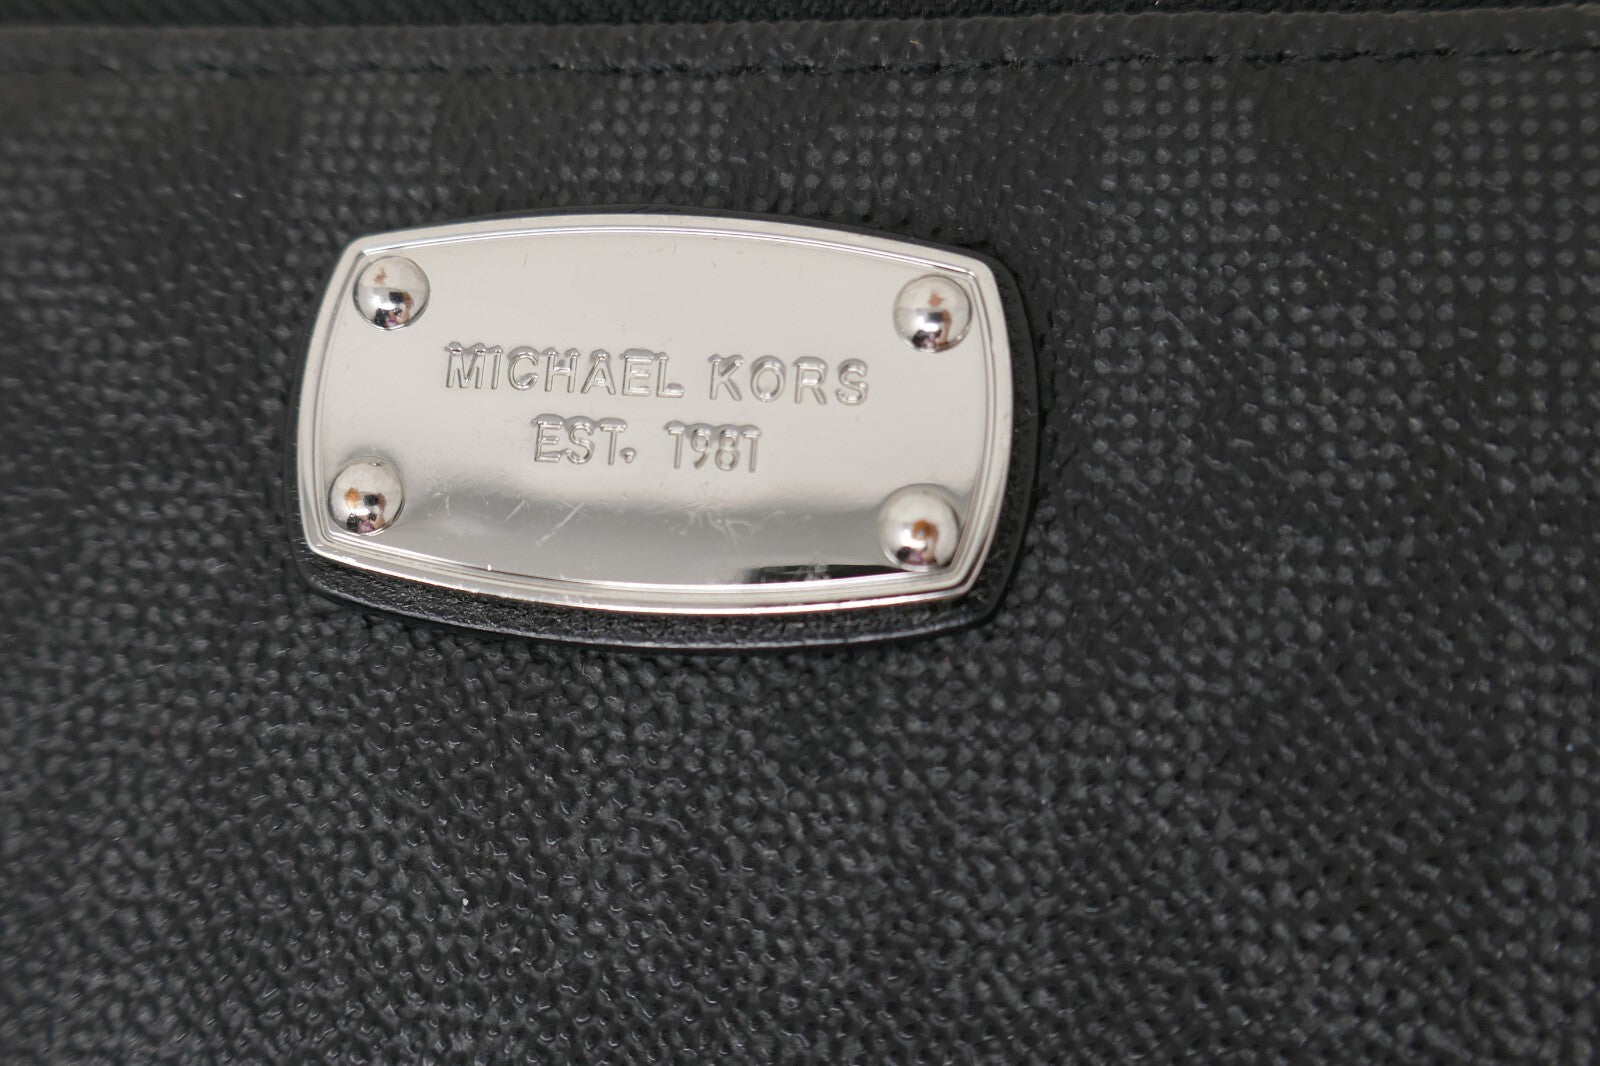 MICHAEL KORS
EST. 1981